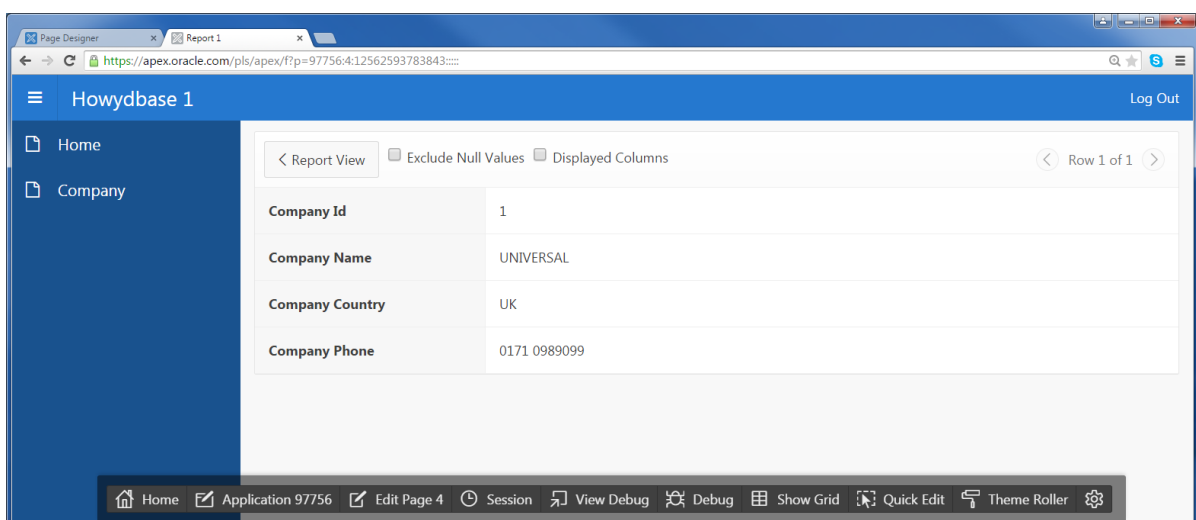 Page Designer
Report 1
https://apex.oracle.com/pls/apex/f?p=97756:4:12562593783843:::::
Howydbase 1
Log Out
Home
Company
Report View Exclude Null Values Displayed Columns Row 1 of 1
Company Id 1
Company Name UNIVERSAL
Company Country UK
Company Phone 0171 0989099
Home Application 97756 Edit Page 4 Session View Debug Debug Show Grid Quick Edit Theme Roller